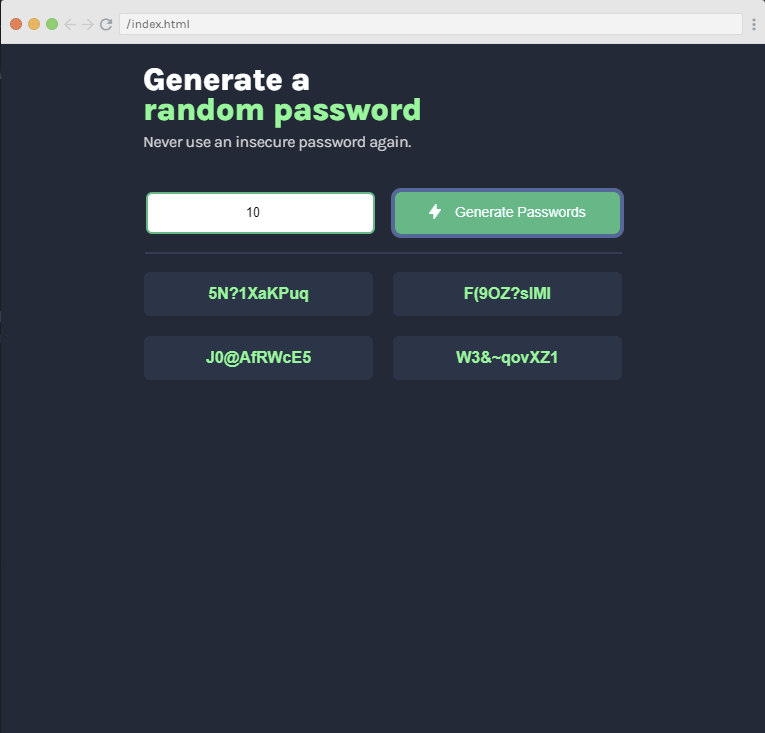 /index.html
Generate a
random password
Never use an insecure password again.
10
Generate Passwords
5N?1XaKPuq
F(9OZ?sIMl
J0@AfRWcE5
W3&~qovXZ1